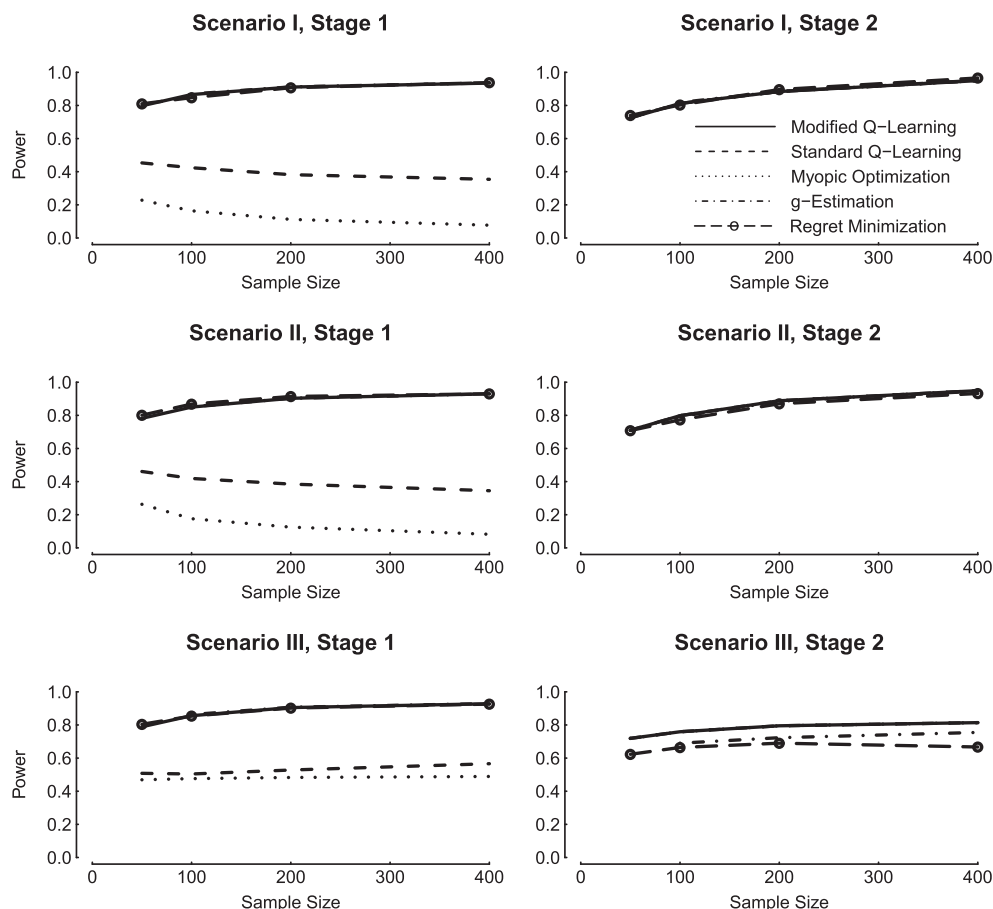 Scenario I, Stage 1
Scenario I, Stage 2
Power
1.0
0.8
0.6
0.4
0.2
0.0
0 100 200 300 400
Sample Size
1.0
0.8
0.6
0.4
0.2
0.0
Modified Q−Learning
Standard Q−Learning
Myopic Optimization
g−Estimation
Regret Minimization
0 100 200 300 400
Sample Size
Scenario II, Stage 1
Scenario II, Stage 2
Power
1.0
0.8
0.6
0.4
0.2
0.0
0 100 200 300 400
Sample Size
1.0
0.8
0.6
0.4
0.2
0.0
0 100 200 300 400
Sample Size
Scenario III, Stage 1
Scenario III, Stage 2
Power
1.0
0.8
0.6
0.4
0.2
0.0
0 100 200 300 400
Sample Size
1.0
0.8
0.6
0.4
0.2
0.0
0 100 200 300 400
Sample Size